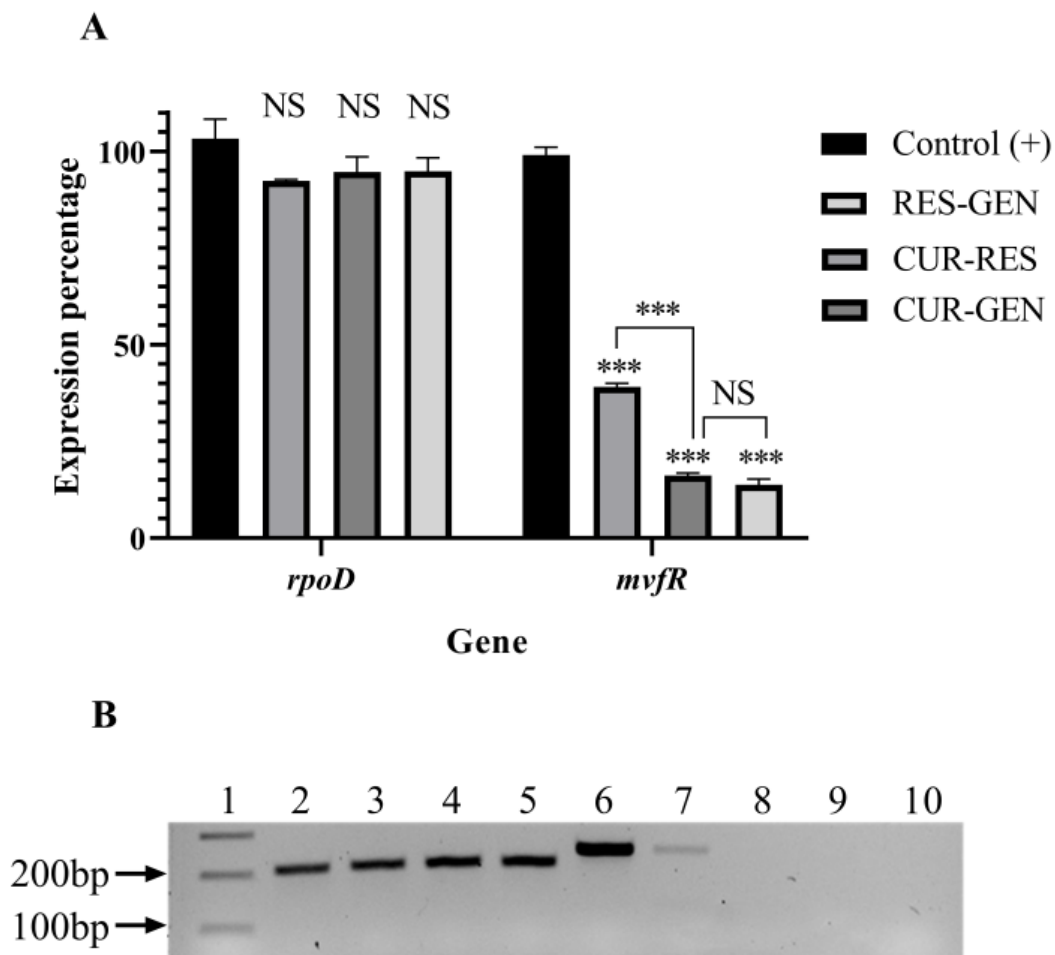 A
NS NS NS
100
50
0
Expression percentage
***
***
NS
***
***
rpoD
mvfR
Gene
Control (+)
RES-GEN
CUR-RES
CUR-GEN
B
1 2 3 4 5 6 7 8 9 10
200bp
100bp